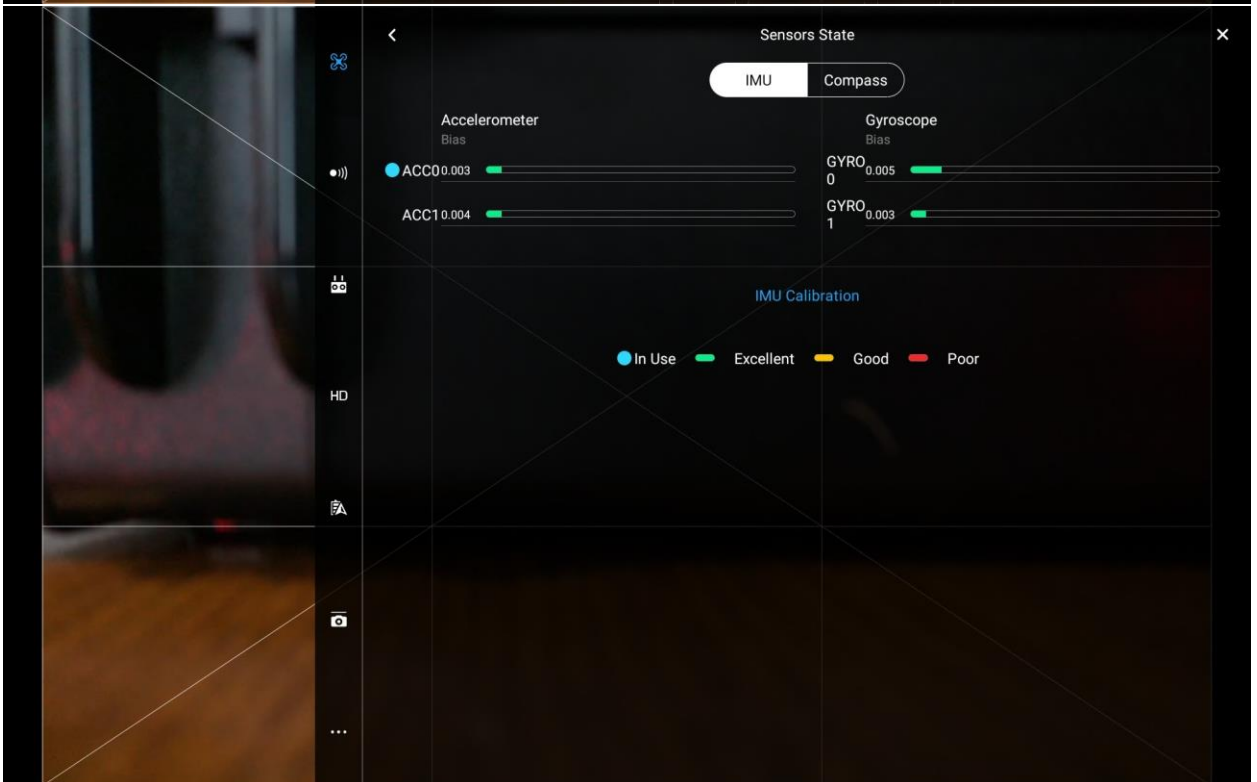 Sensors State
IMU Compass
Accelerometer Gyroscope
Bias Bias
ACC0 0.003 GYRO 0 0.005
ACC1 0.004 GYRO 1 0.003
IMU Calibration
In Use Excellent Good Poor
HD